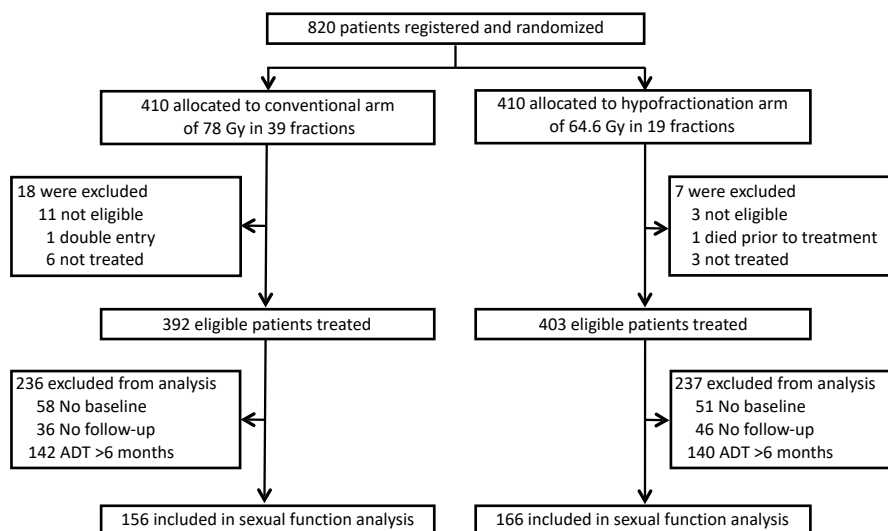 820 patients registered and randomized
410 allocated to conventional arm
of 78 Gy in 39 fractions
410 allocated to hypofractionation arm
of 64.6 Gy in 19 fractions
18 were excluded
11 not eligible
1 double entry
6 not treated
7 were excluded
3 not eligible
1 died prior to treatment
3 not treated
392 eligible patients treated
403 eligible patients treated
236 excluded from analysis
58 No baseline
36 No follow-up
142 ADT >6 months
237 excluded from analysis
51 No baseline
46 No follow-up
140 ADT >6 months
156 included in sexual function analysis
166 included in sexual function analysis